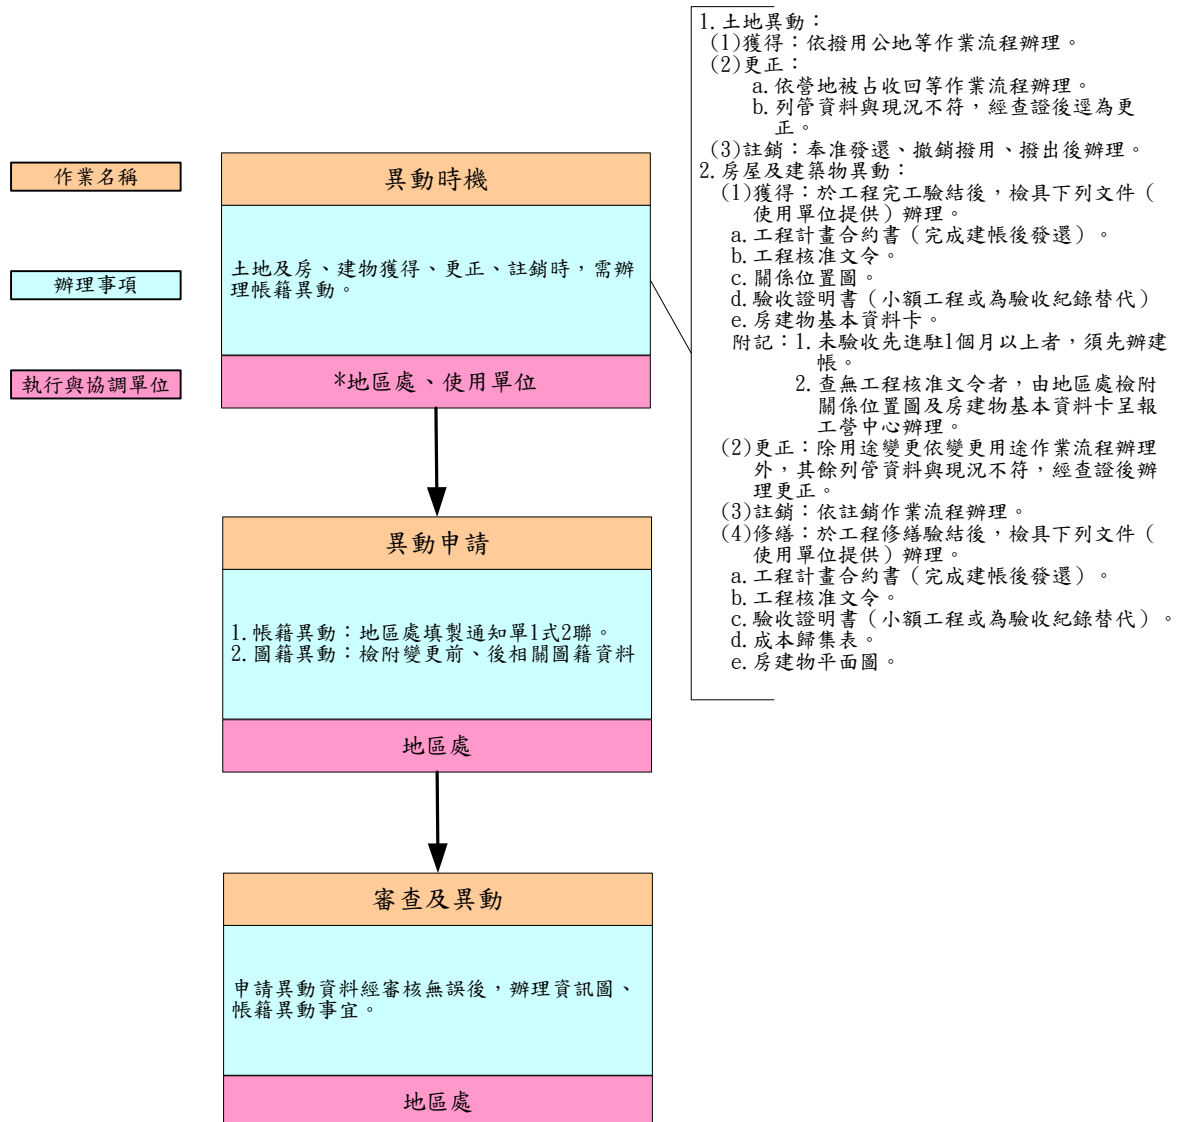 作業名稱
辦理事項
執行與協調單位
異動時機
土地及房、建物獲得、更正、註銷時，需辦
理帳籍異動。
*地區處、使用單位
異動申請
1.帳籍異動：地區處填製通知單1式2聯。
2.圖籍異動：檢附變更前、後相關圖籍資料
地區處
審查及異動
申請異動資料經審核無誤後，辦理資訊圖、
帳籍異動事宜。
地區處
1.土地異動：
(1)獲得：依撥用公地等作業流程辦理。
(2)更正：
a.依營地被占收回等作業流程辦理。
b.列管資料與現況不符，經查證後逕為更
正。
(3)註銷：奉准發還、撤銷撥用、撥出後辦理。
2.房屋及建築物異動：
(1)獲得：於工程完工驗結後，檢具下列文件（
使用單位提供）辦理。
a.工程計畫合約書（完成建帳後發還）。
b.工程核准文令。
c.關係位置圖。
d.驗收證明書（小額工程或為驗收紀錄替代）
e.房建物基本資料卡。
附記：1.未驗收先進駐1個月以上者，須先辦建
帳。
2.查無工程核准文令者，由地區處檢附
關係位置圖及房建物基本資料卡呈報
工營中心辦理。
(2)更正：除用途變更依變更用途作業流程辦理
外，其餘列管資料與現況不符，經查證後辦
理更正。
(3)註銷：依註銷作業流程辦理。
(4)修繕：於工程修繕驗結後，檢具下列文件（
使用單位提供）辦理。
a.工程計畫合約書（完成建帳後發還）。
b.工程核准文令。
c.驗收證明書（小額工程或為驗收紀錄替代）。
d.成本歸集表。
e.房建物平面圖。